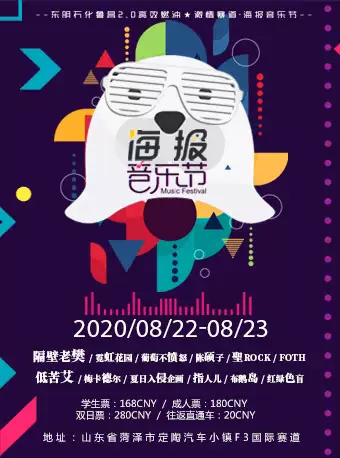 --东明石化鲁昌2.0高效燃油★激情赛道·海报音乐节--
海报
音乐节
Music Festival
2020/08/22-08/23
隔壁老樊 / 霓虹花园 / 葡萄不愤怒 / 陈硕子 / 聖ROCK / FOTH
低苦艾 / 梅卡德尔 / 夏日入侵企画 / 指人儿 / 布鹅岛 / 红绿色盲
学生票：168CNY / 成人票：180CNY
双日票：280CNY / 往返直通车：20CNY
地址：山东省菏泽市定陶汽车小镇F3国际赛道